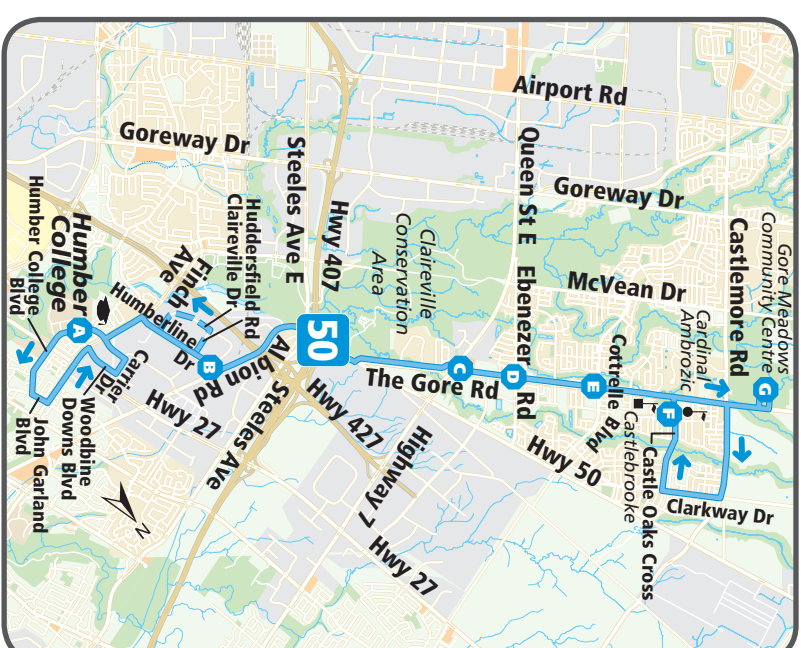 Airport Rd
Goreway Dr
Steeles Ave E
Queen St E
Goreway Dr
Gore Meadows
Community Centre
Castlemore Rd
Hwy 407
Claireville
Conservation
Area
McVean Dr
Humber College
Blvd
Humber
College
Huddersfield Rd
Claireville Dr
Finch
Ave
Ebenezer Rd
Cardinal
Ambrozic
Humberline
Dr
50
A
B
C
D
E
F
G
Albion Rd
The Gore Rd
Cottrelle Blvd
Castlebrooke
Castle Oaks Cross
Clarkway Dr
Carrier
Dr
Hwy 27
Steeles Ave
Hwy 427
Highway 7
Hwy 50
Woodbine
Downs Blvd
John Garland
Blvd
N
Hwy 27